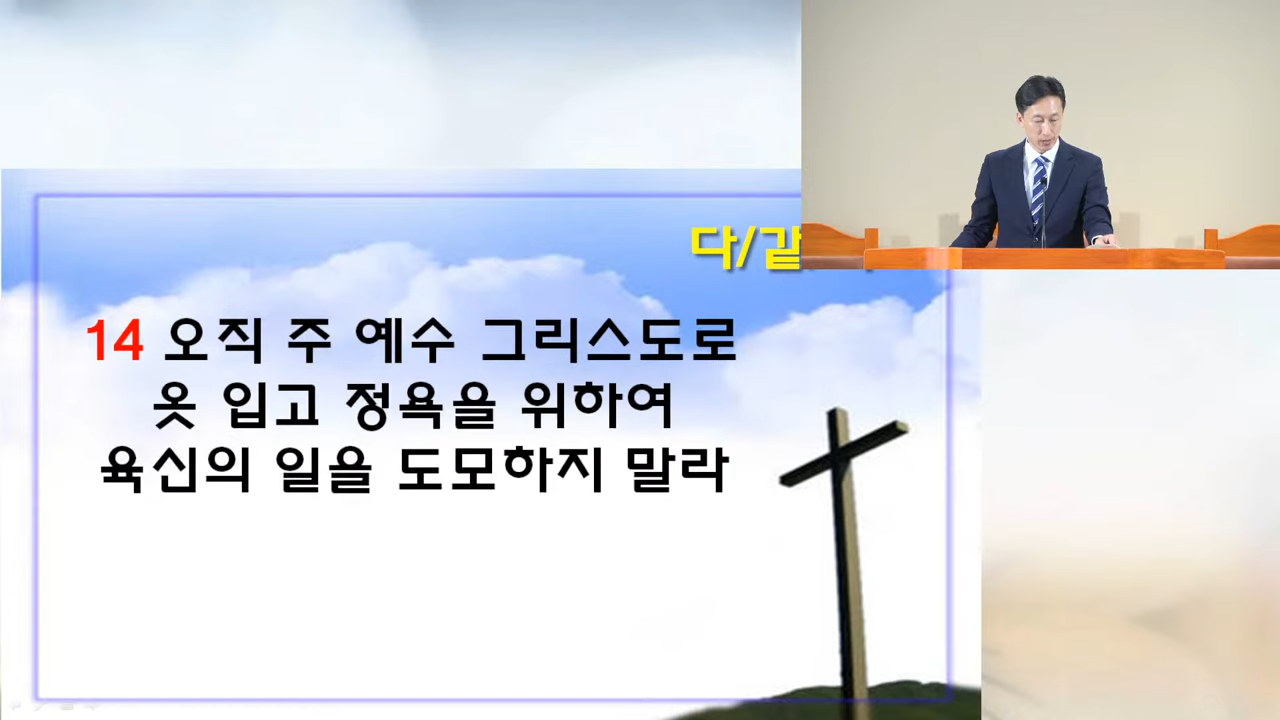 다/같
14 오직 주 예수 그리스도로
옷 입고 정욕을 위하여
육신의 일을 도모하지 말라